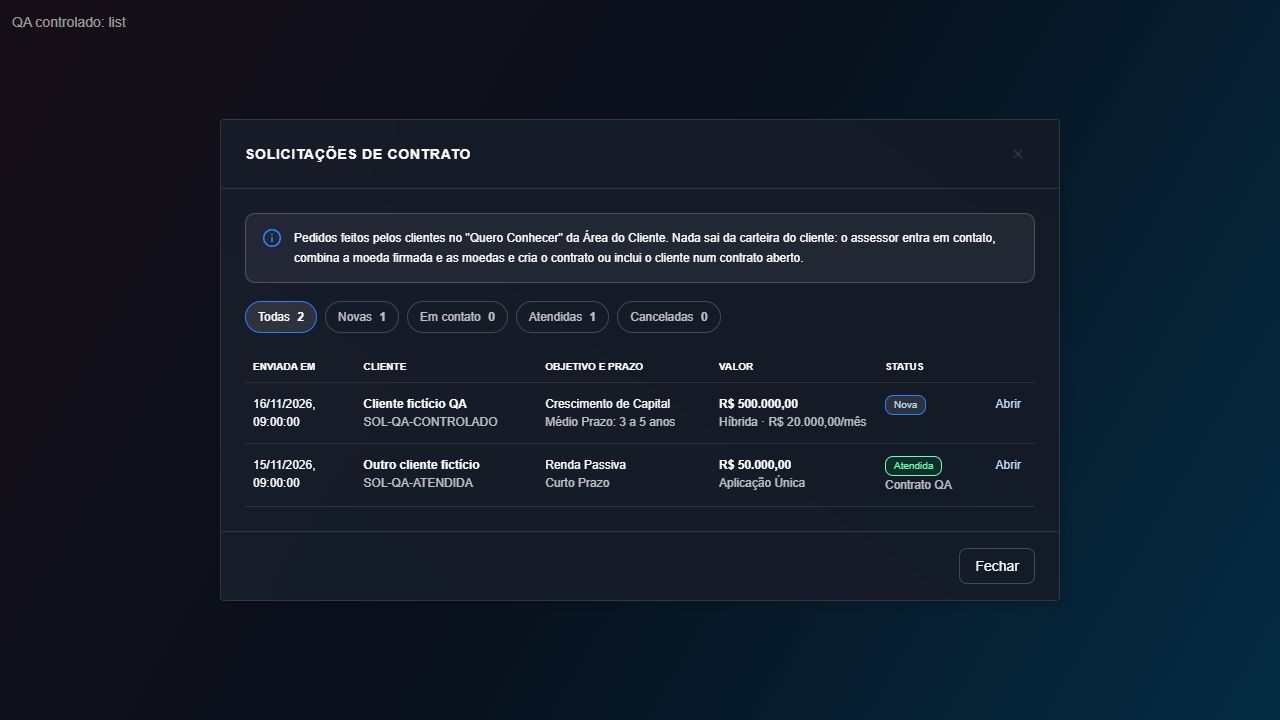 QA controlado: list
SOLICITAÇÕES DE CONTRATO
Pedidos feitos pelos clientes no "Quero Conhecer" da Área do Cliente. Nada sai da carteira do cliente: o assessor entra em contato,
combina a moeda firmada e as moedas e cria o contrato ou inclui o cliente num contrato aberto.
Todas 2 Novas 1 Em contato 0 Atendidas 1 Canceladas 0
ENVIADA EM CLIENTE OBJETIVO E PRAZO VALOR STATUS
16/11/2026, Cliente fictício QA Crescimento de Capital R$ 500.000,00 Nova Abrir
09:00:00 SOL-QA-CONTROLADO Médio Prazo: 3 a 5 anos Híbrida · R$ 20.000,00/mês
15/11/2026, Outro cliente fictício Renda Passiva R$ 50.000,00 Atendida Abrir
09:00:00 SOL-QA-ATENDIDA Curto Prazo Aplicação Única Contrato QA
Fechar